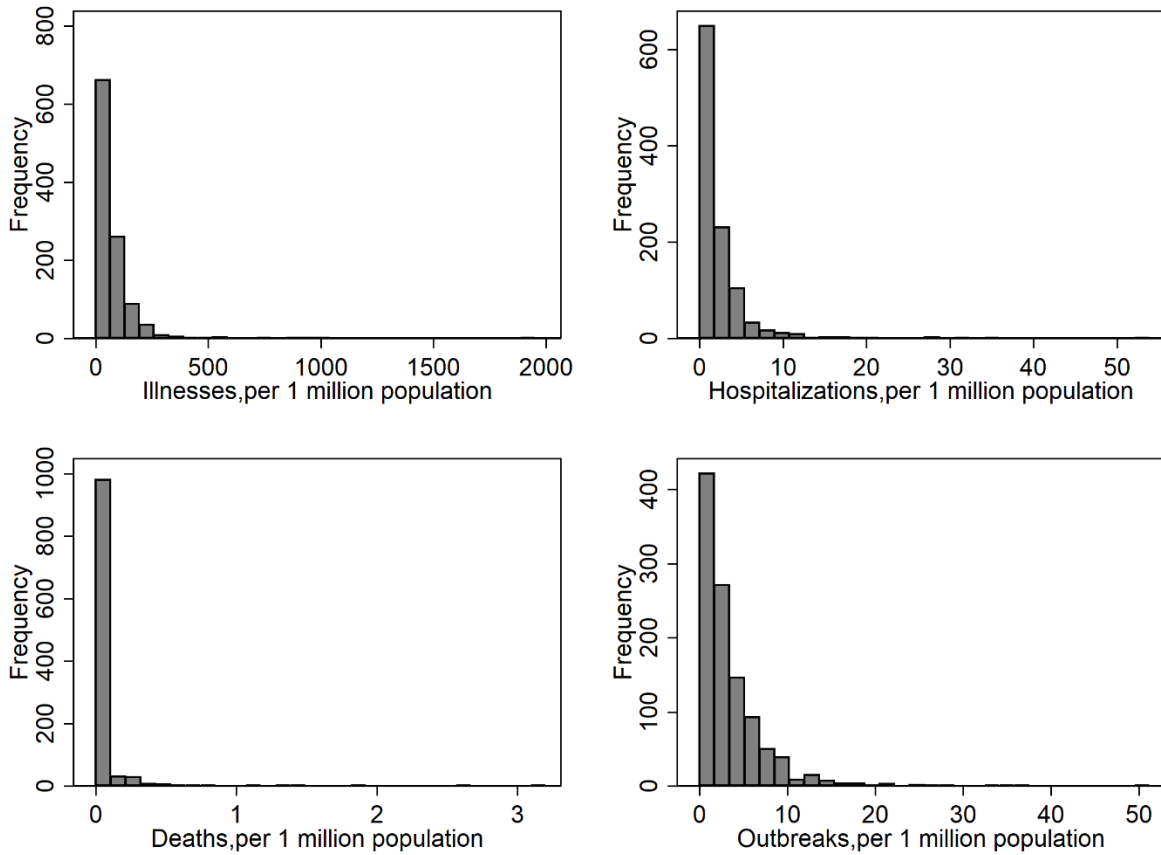 Frequency
0 200 400 600 800
0 500 1000 1500 2000
Illnesses,per 1 million population
Frequency
0 200 400 600
0 10 20 30 40 50
Hospitalizations,per 1 million population
Frequency
0 200 400 600 800 1000
0 1 2 3
Deaths,per 1 million population
Frequency
0 100 200 300 400
0 10 20 30 40 50
Outbreaks,per 1 million population